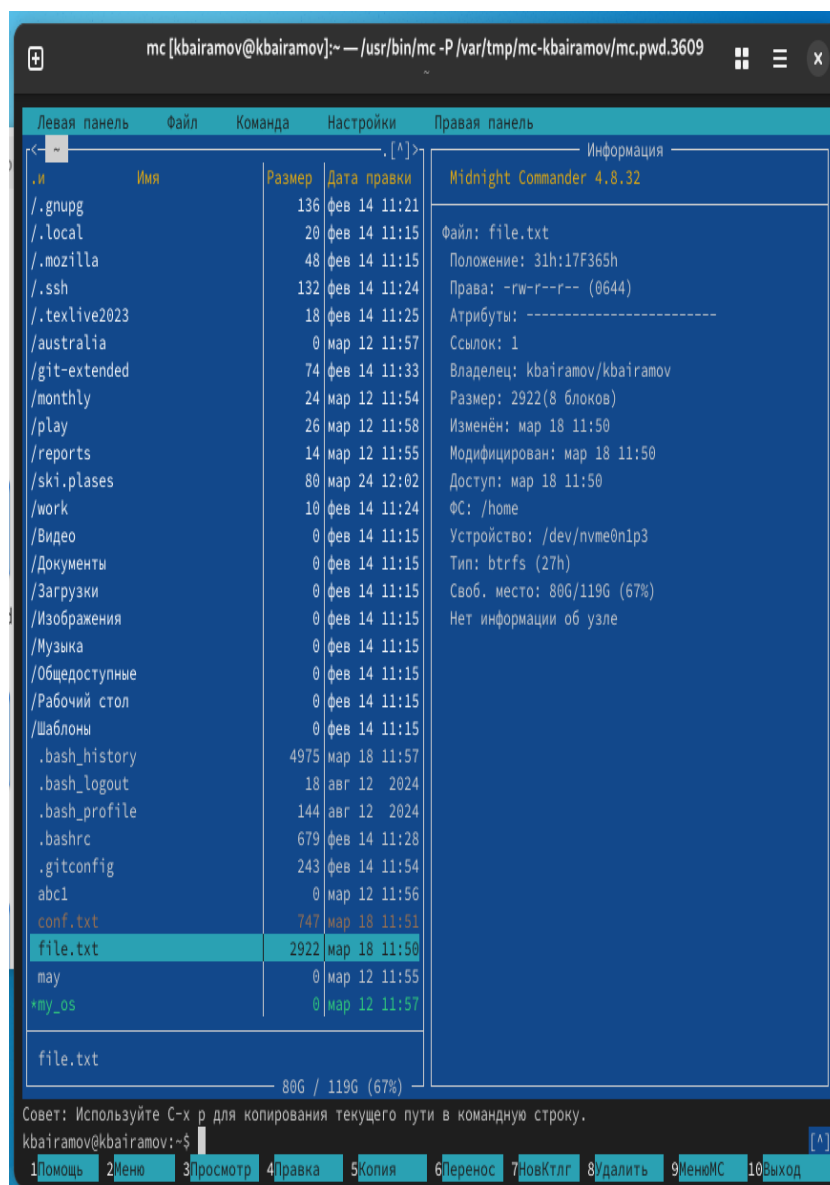 mc [kbairamov@kbairamov]:~ — /usr/bin/mc -P /var/tmp/mc-kbairamov/mc.pwd.3609
~
Левая панель Файл Команда Настройки Правая панель
<- ~ .[^]>
.и Имя Размер Дата правки
/.gnupg 136 фев 14 11:21
/.local 20 фев 14 11:15
/.mozilla 48 фев 14 11:15
/.ssh 132 фев 14 11:24
/.texlive2023 18 фев 14 11:25
/australia 0 мар 12 11:57
/git-extended 74 фев 14 11:33
/monthly 24 мар 12 11:54
/play 26 мар 12 11:58
/reports 14 мар 12 11:55
/ski.plases 80 мар 24 12:02
/work 10 фев 14 11:24
/Видео 0 фев 14 11:15
/Документы 0 фев 14 11:15
/Загрузки 0 фев 14 11:15
/Изображения 0 фев 14 11:15
/Музыка 0 фев 14 11:15
/Общедоступные 0 фев 14 11:15
/Рабочий стол 0 фев 14 11:15
/Шаблоны 0 фев 14 11:15
.bash_history 4975 мар 18 11:57
.bash_logout 18 авг 12 2024
.bash_profile 144 авг 12 2024
.bashrc 679 фев 14 11:28
.gitconfig 243 фев 14 11:54
abc1 0 мар 12 11:56
conf.txt 747 мар 18 11:51
file.txt 2922 мар 18 11:50
may 0 мар 12 11:55
*my_os 0 мар 12 11:57
file.txt
80G / 119G (67%)
Информация
Midnight Commander 4.8.32
Файл: file.txt
Положение: 31h:17F365h
Права: -rw-r--r-- (0644)
Атрибуты: -------------------------
Ссылок: 1
Владелец: kbairamov/kbairamov
Размер: 2922(8 блоков)
Изменён: мар 18 11:50
Модифицирован: мар 18 11:50
Доступ: мар 18 11:50
ФС: /home
Устройство: /dev/nvme0n1p3
Тип: btrfs (27h)
Своб. место: 80G/119G (67%)
Нет информации об узле
Совет: Используйте C-x p для копирования текущего пути в командную строку.
kbairamov@kbairamov:~$ [^]
1Помощь 2Меню 3Просмотр 4Правка 5Копия 6Перенос 7НовКтлг 8Удалить 9МенюMC 10Выход